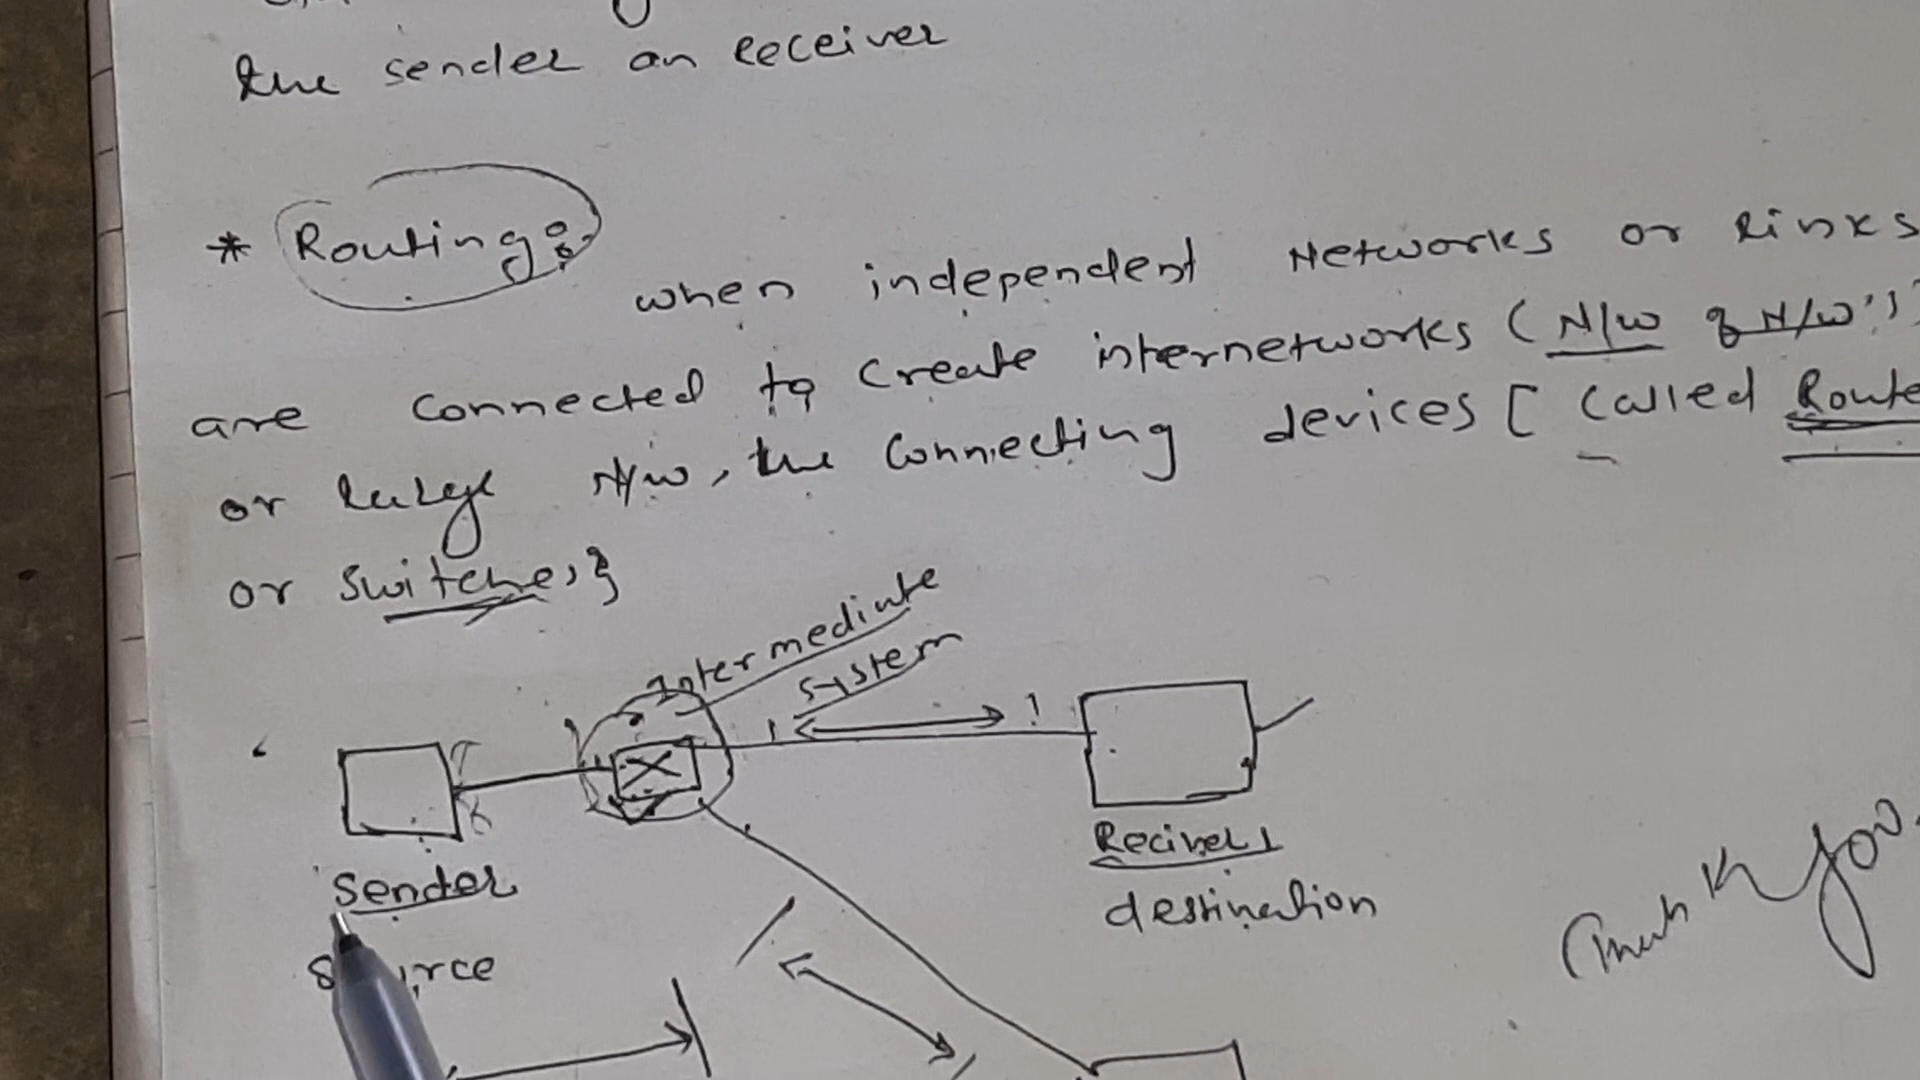 the sender an receiver
* Routing:
when independent Networks or links
are connected to create internetworks (N/w of N/w's)
or large N/w, the connecting devices [ called Route
or switches}
Intermediate
system
Sender
Reciver 1
destination